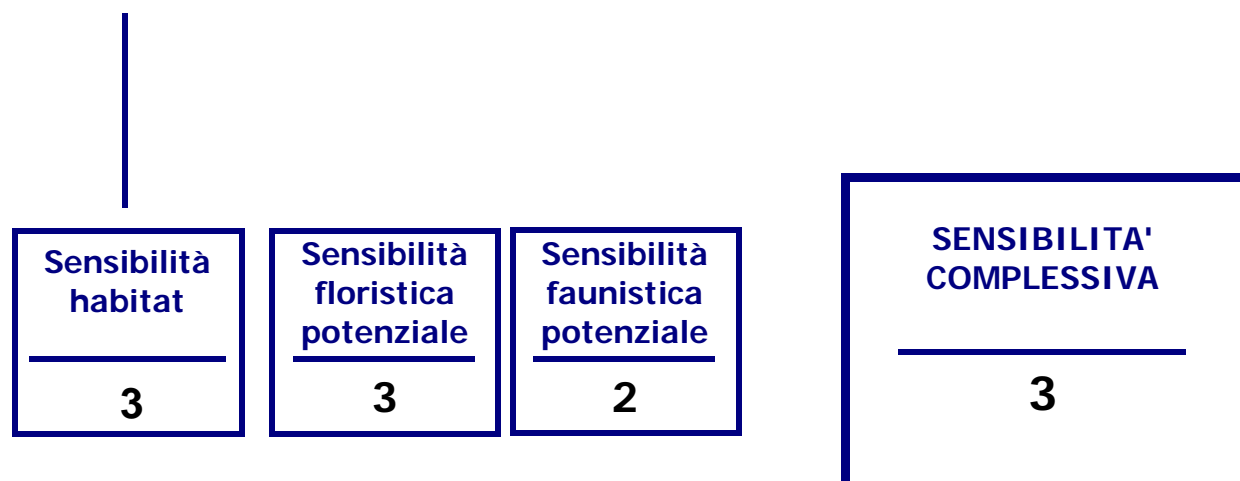 Sensibilità
habitat
3
Sensibilità
floristica
potenziale
3
Sensibilità
faunistica
potenziale
2
SENSIBILITA'
COMPLESSIVA
3